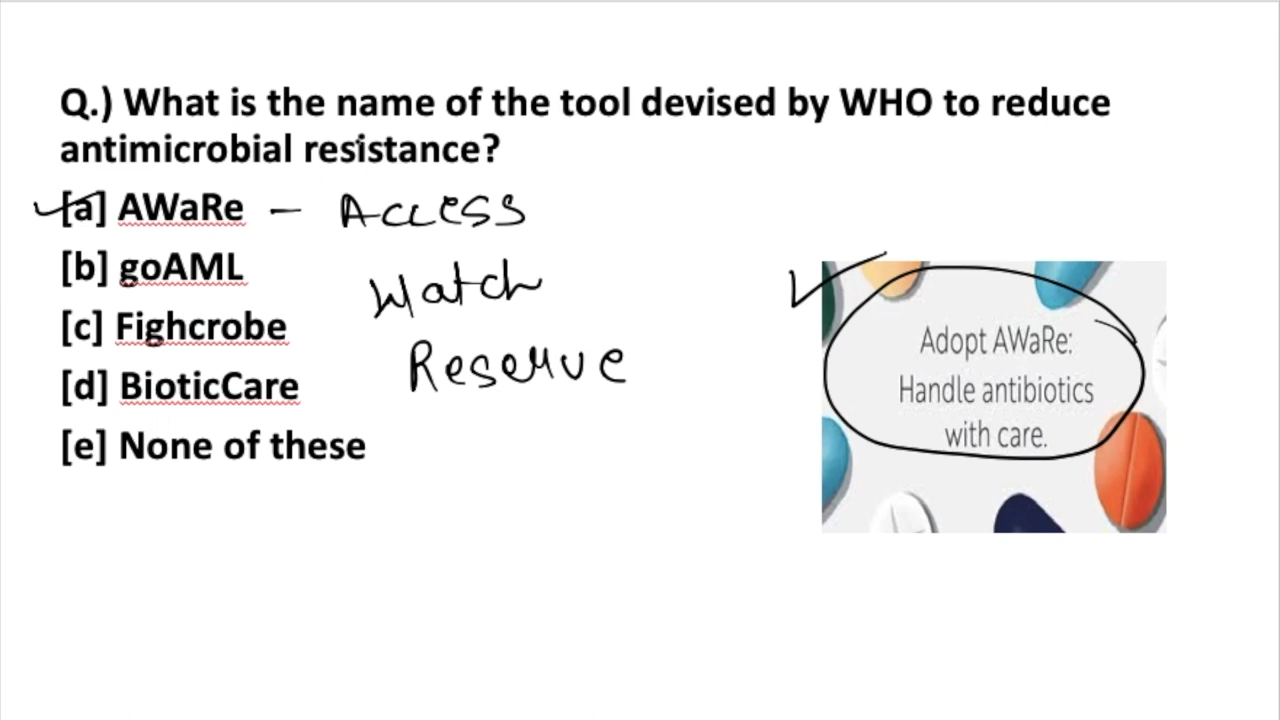 Q.) What is the name of the tool devised by WHO to reduce
antimicrobial resistance?
[a] AWaRe – Access
[b] goAML
Watch
[c] Fighcrobe
Reserve
[d] BioticCare
[e] None of these
Adopt AWaRe:
Handle antibiotics
with care.